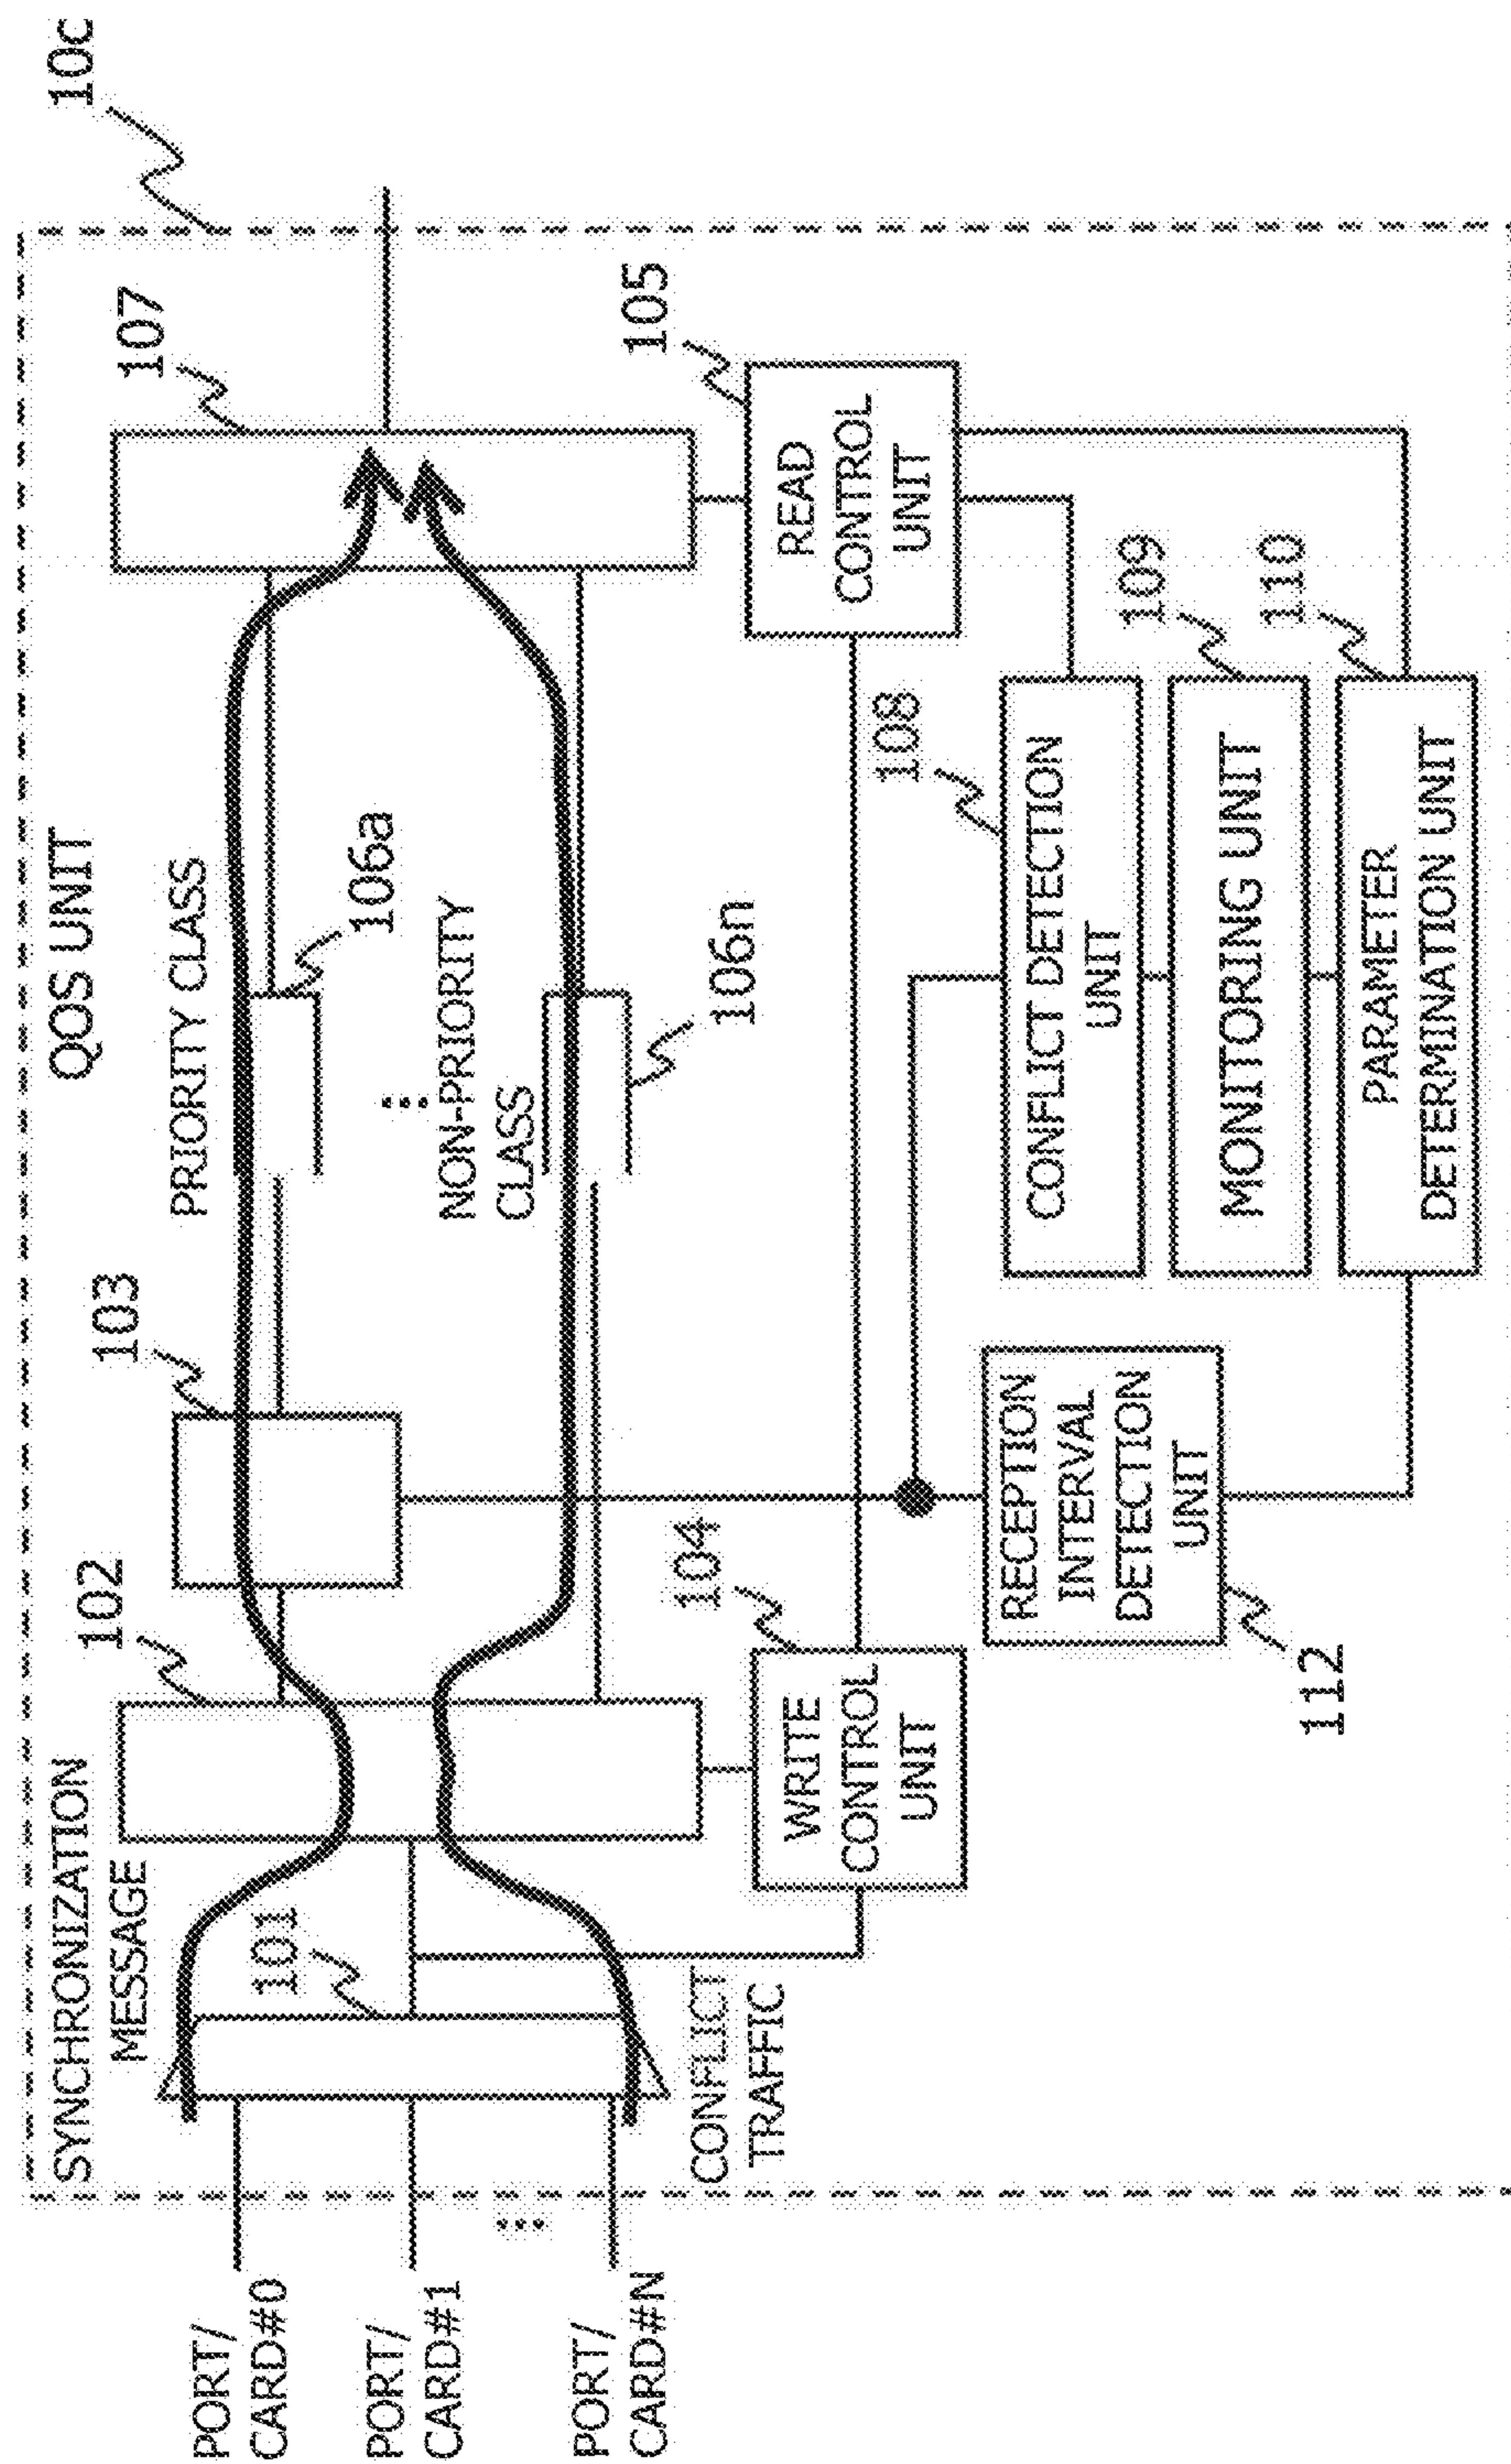 10c
QOS UNIT
SYNCHRONIZATION
MESSAGE
102
103
PRIORITY CLASS
107
106a
101
NON-PRIORITY
CLASS
⋮
106n
105
PORT/
CARD#0
PORT/
CARD#1
⋮
PORT/
CARD#N
CONFLICT
TRAFFIC
104
WRITE
CONTROL
UNIT
READ
CONTROL
UNIT
108
RECEPTION
INTERVAL
DETECTION
UNIT
112
CONFLICT DETECTION
UNIT
109
MONITORING UNIT
110
PARAMETER
DETERMINATION UNIT